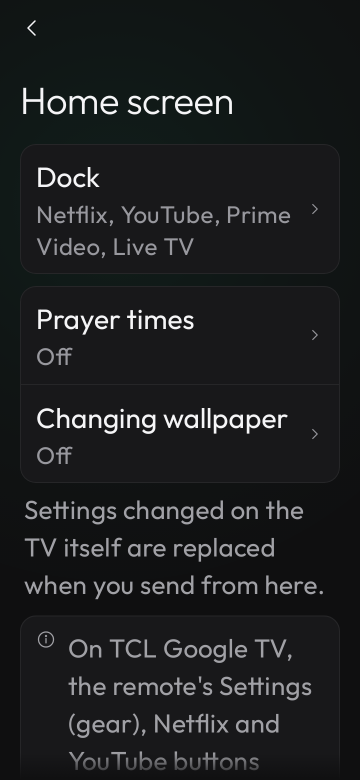 Home screen
Dock
Netflix, YouTube, Prime
Video, Live TV
Prayer times
Off
Changing wallpaper
Off
Settings changed on the
TV itself are replaced
when you send from here.
On TCL Google TV,
the remote's Settings
(gear), Netflix and
YouTube buttons